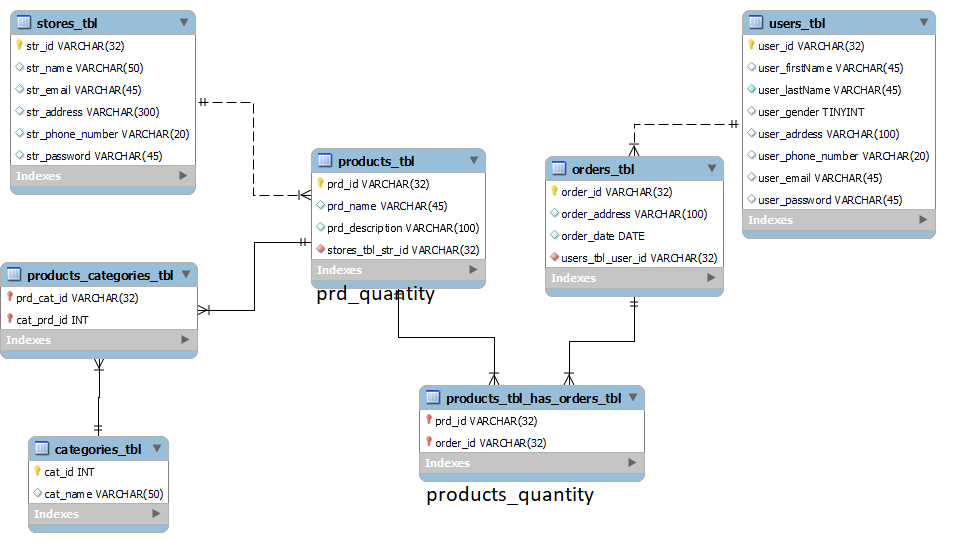 stores_tbl
str_id VARCHAR(32)
str_name VARCHAR(50)
str_email VARCHAR(45)
str_address VARCHAR(300)
str_phone_number VARCHAR(20)
str_password VARCHAR(45)
Indexes
users_tbl
user_id VARCHAR(32)
user_firstName VARCHAR(45)
user_lastName VARCHAR(45)
user_gender TINYINT
user_adrdess VARCHAR(100)
user_phone_number VARCHAR(20)
user_email VARCHAR(45)
user_password VARCHAR(45)
Indexes
products_tbl
prd_id VARCHAR(32)
prd_name VARCHAR(45)
prd_description VARCHAR(100)
stores_tbl_str_id VARCHAR(32)
Indexes
prd_quantity
orders_tbl
order_id VARCHAR(32)
order_address VARCHAR(100)
order_date DATE
users_tbl_user_id VARCHAR(32)
Indexes
products_categories_tbl
prd_cat_id VARCHAR(32)
cat_prd_id INT
Indexes
products_tbl_has_orders_tbl
prd_id VARCHAR(32)
order_id VARCHAR(32)
Indexes
products_quantity
categories_tbl
cat_id INT
cat_name VARCHAR(50)
Indexes